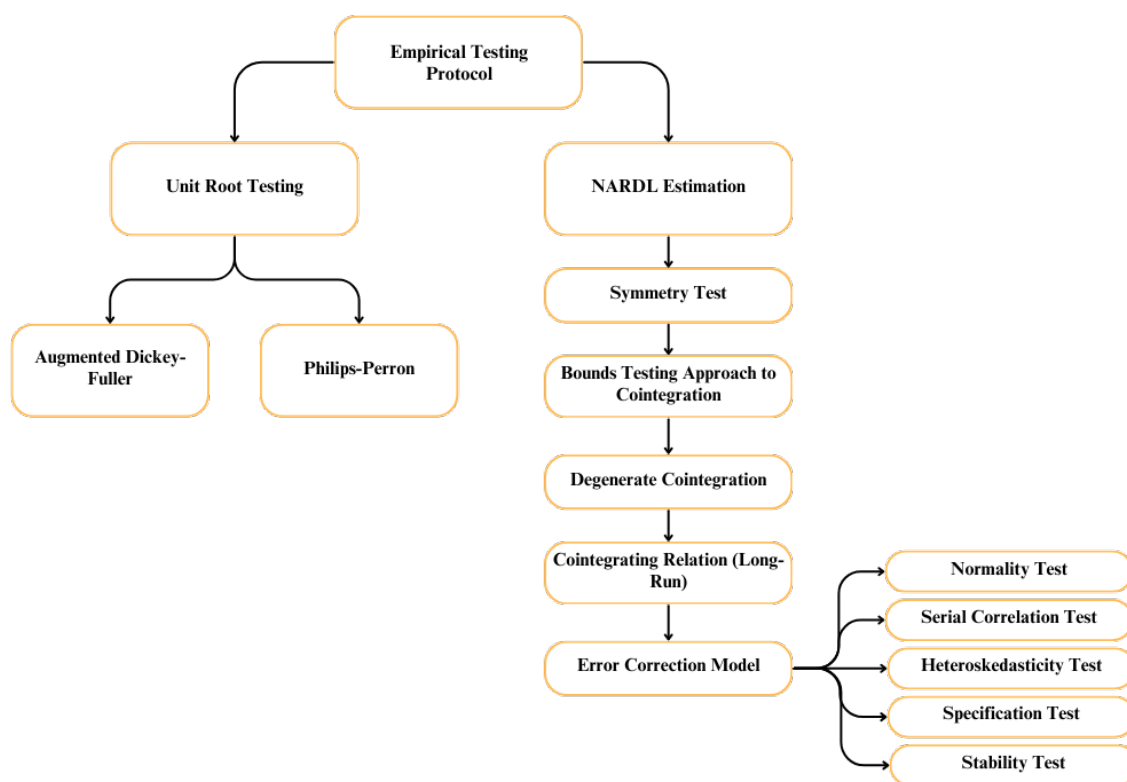 Empirical Testing
Protocol
Unit Root Testing
NARDL Estimation
Symmetry Test
Augmented Dickey-
Fuller
Philips-Perron
Bounds Testing Approach to
Cointegration
Degenerate Cointegration
Cointegrating Relation (Long-
Run)
Error Correction Model
Normality Test
Serial Correlation Test
Heteroskedasticity Test
Specification Test
Stability Test